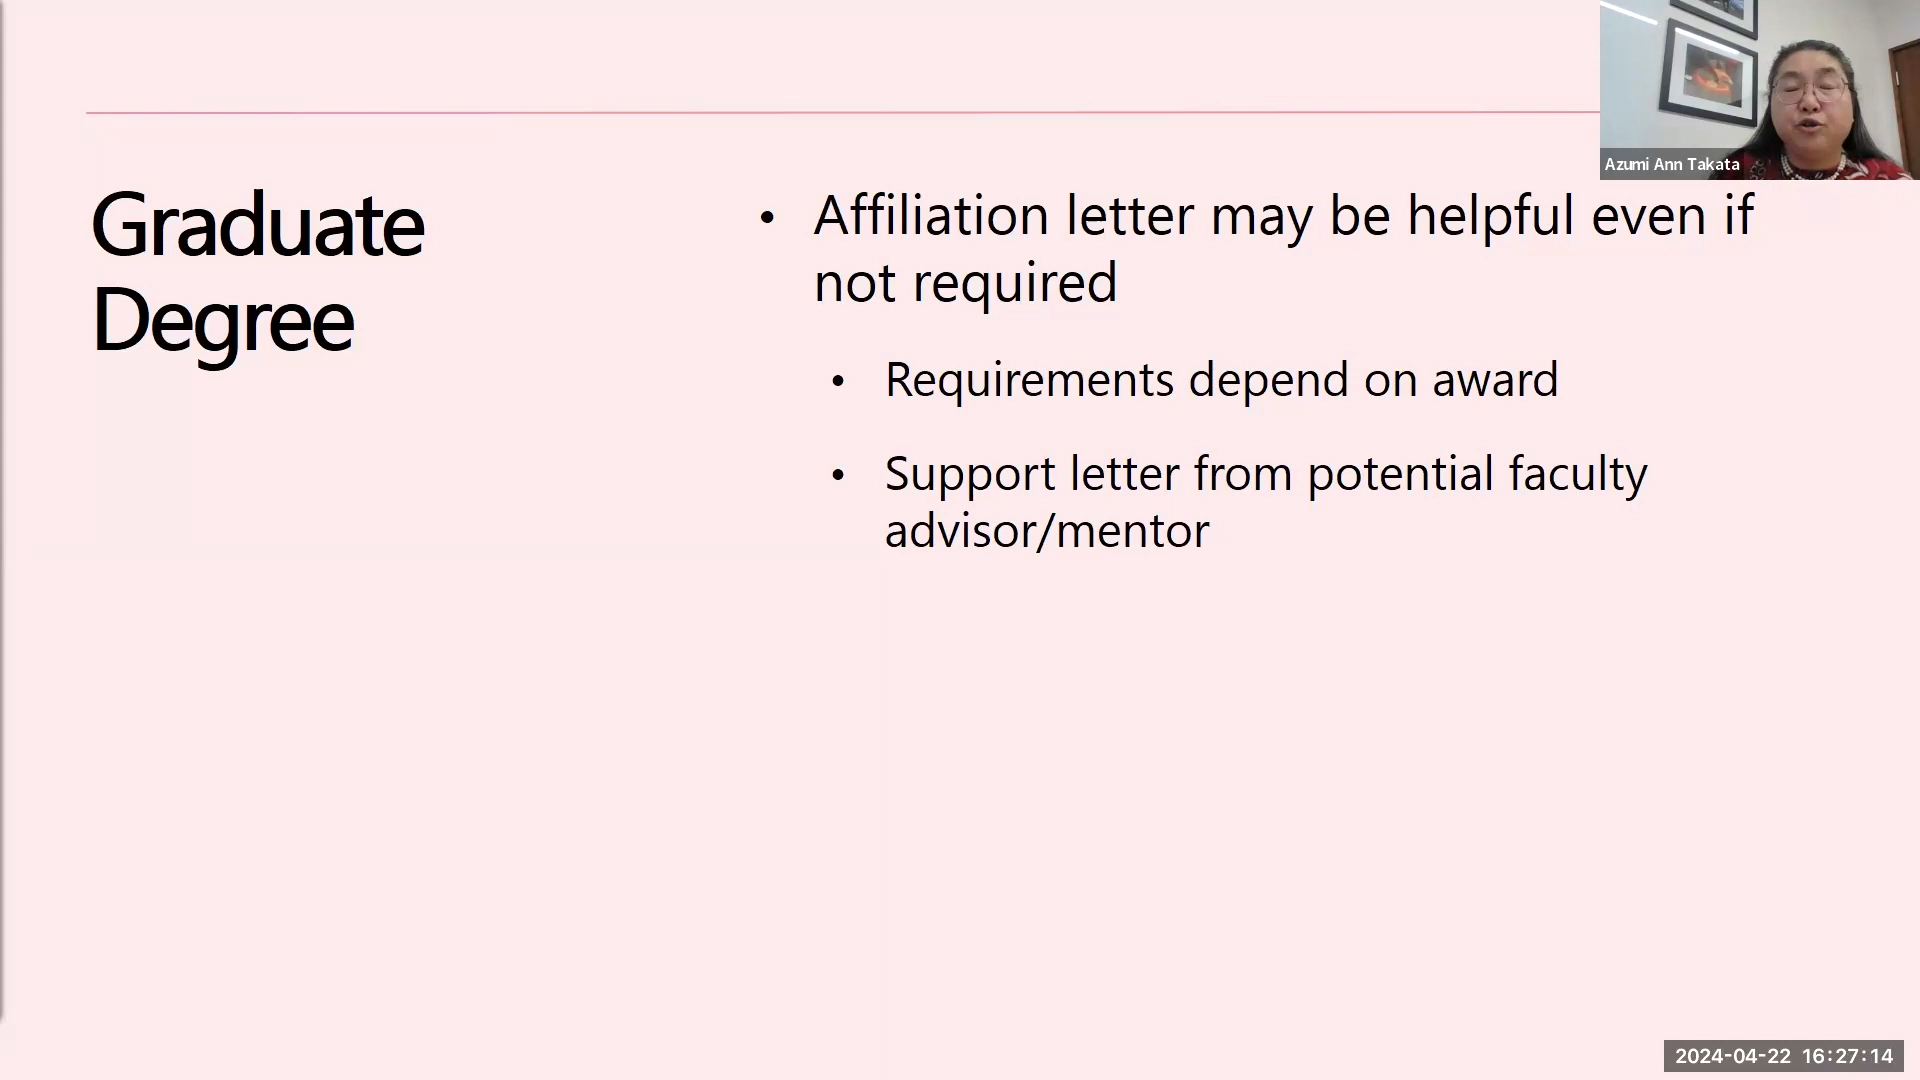 Azumi Ann Takata
Graduate
Degree
• Affiliation letter may be helpful even if
not required
• Requirements depend on award
• Support letter from potential faculty
advisor/mentor
2024-04-22 16:27:14